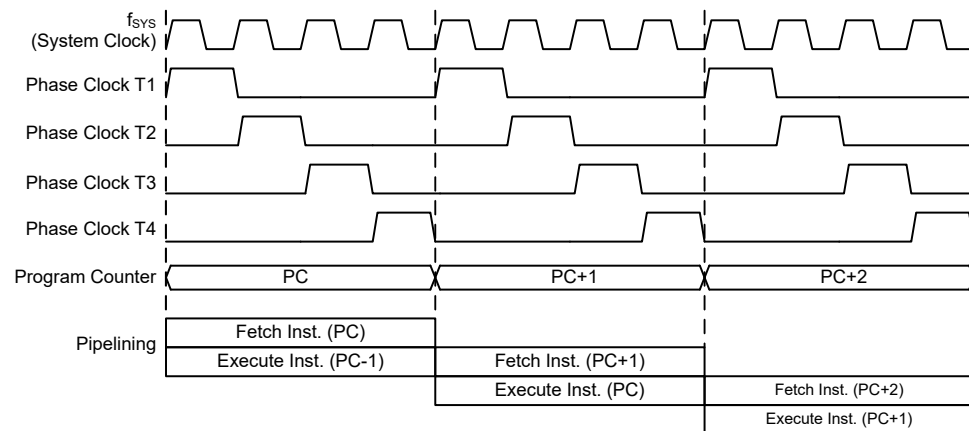 fSYS
(System Clock)
Phase Clock T1
Phase Clock T2
Phase Clock T3
Phase Clock T4
Program Counter PC PC+1 PC+2
Pipelining
Fetch Inst. (PC)
Execute Inst. (PC-1) Fetch Inst. (PC+1)
Execute Inst. (PC) Fetch Inst. (PC+2)
Execute Inst. (PC+1)